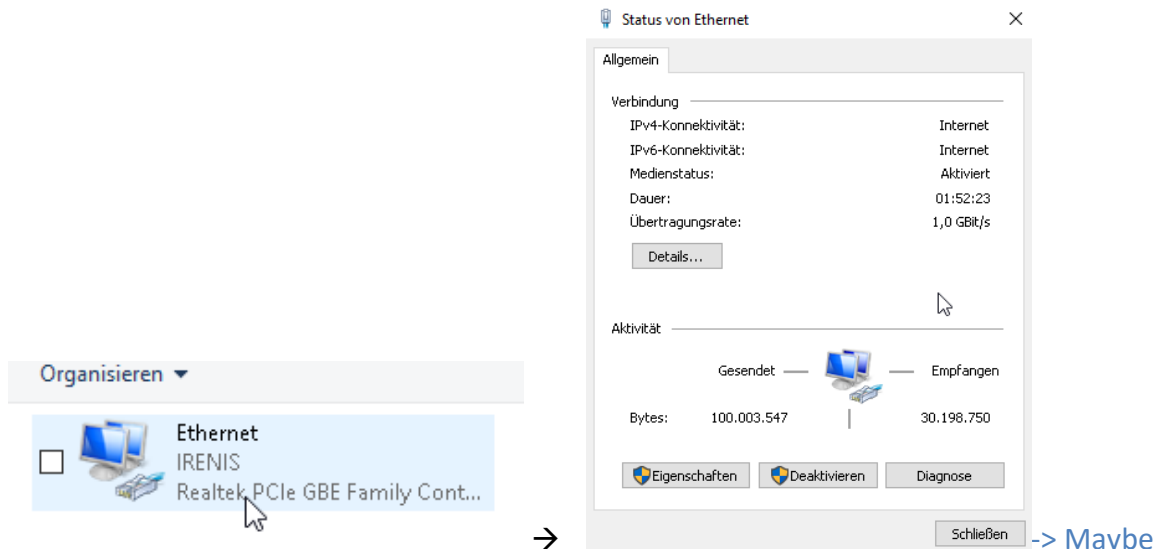 Organisieren
Ethernet
IRENIS
Realtek PCIe GBE Family Cont...
→
Status von Ethernet
Allgemein
Verbindung
IPv4-Konnektivität: Internet
IPv6-Konnektivität: Internet
Medienstatus: Aktiviert
Dauer: 01:52:23
Übertragungsrate: 1,0 GBit/s
Details...
Aktivität
Gesendet Empfangen
Bytes: 100.003.547 30.198.750
Eigenschaften Deaktivieren Diagnose
Schließen
-> Maybe